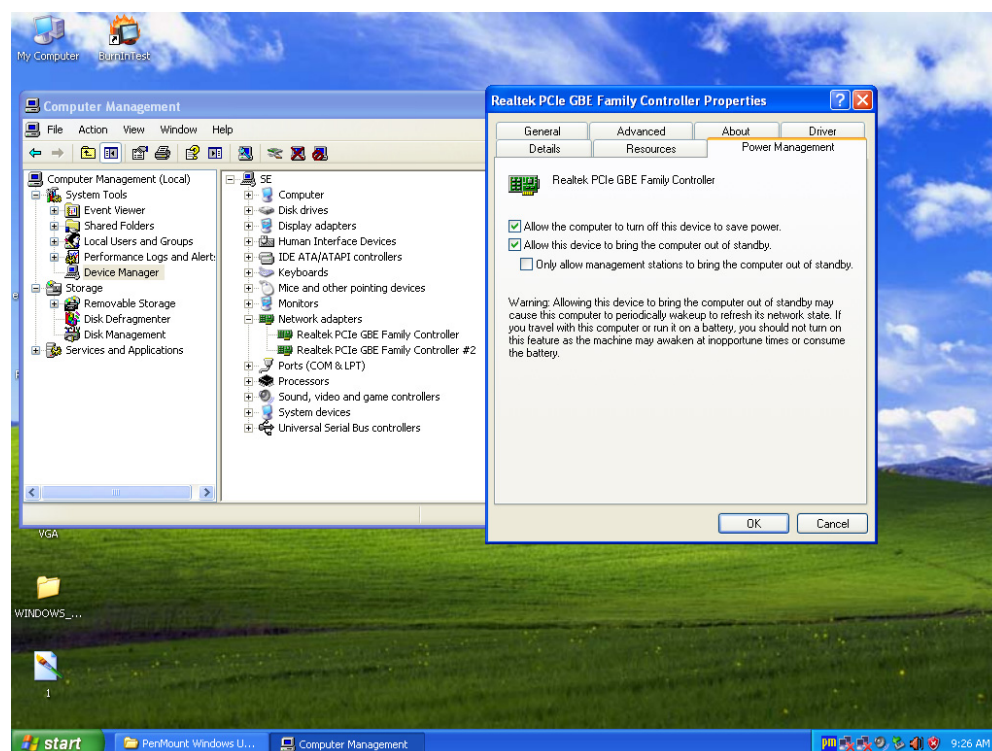 My Computer
BurnInTest
Computer Management
File Action View Window Help
Computer Management (Local)
System Tools
Event Viewer
Shared Folders
Local Users and Groups
Performance Logs and Alert:
Device Manager
Storage
Removable Storage
Disk Defragmenter
Disk Management
Services and Applications
SE
Computer
Disk drives
Display adapters
Human Interface Devices
IDE ATA/ATAPI controllers
Keyboards
Mice and other pointing devices
Monitors
Network adapters
Realtek PCIe GBE Family Controller
Realtek PCIe GBE Family Controller #2
Ports (COM & LPT)
Processors
Sound, video and game controllers
System devices
Universal Serial Bus controllers
Realtek PCIe GBE Family Controller Properties
General Advanced About Driver
Details Resources Power Management
Realtek PCIe GBE Family Controller
Allow the computer to turn off this device to save power.
Allow this device to bring the computer out of standby.
Only allow management stations to bring the computer out of standby.
Warning: Allowing this device to bring the computer out of standby may
cause this computer to periodically wakeup to refresh its network state. If
you travel with this computer or run it on a battery, you should not turn on
this feature as the machine may awaken at inopportune times or consume
the battery.
OK Cancel
VGA
WINDOWS_...
1
start
PenMount Windows U...
Computer Management
pm
9:26 AM